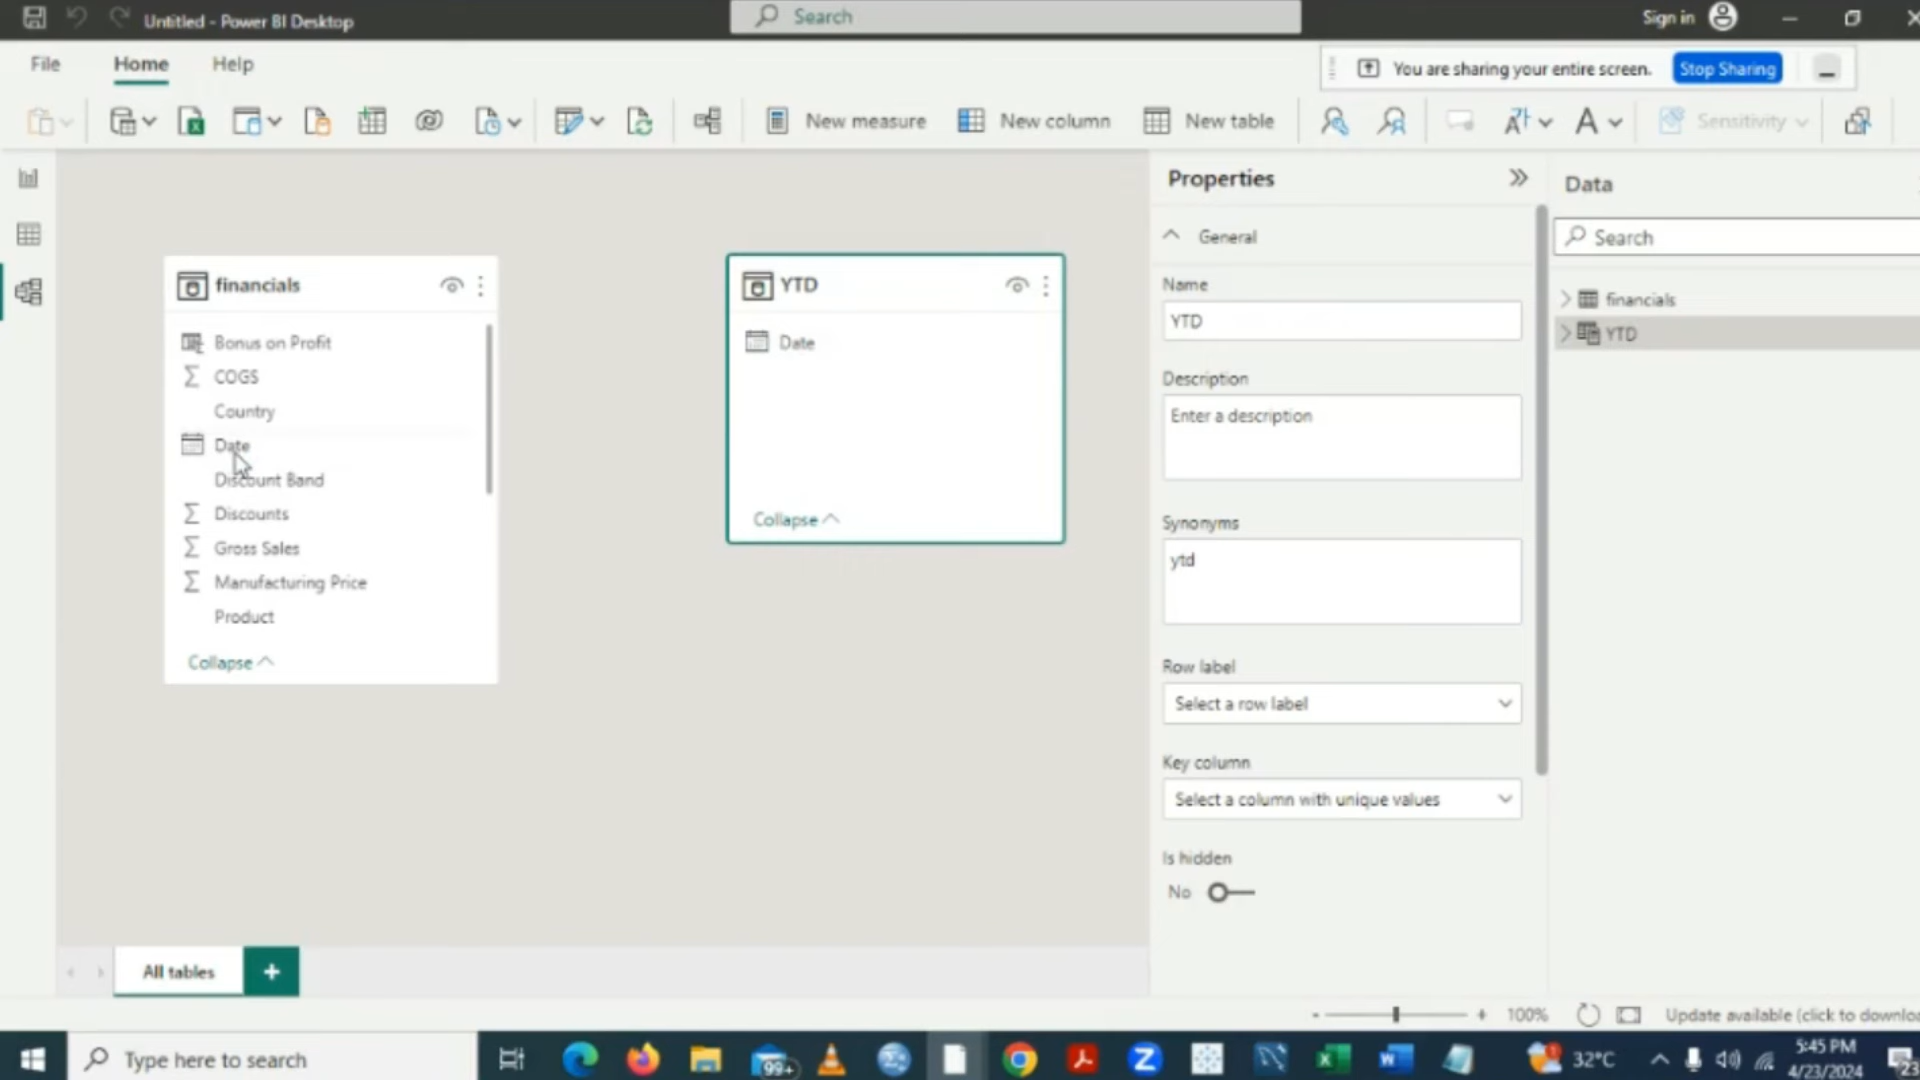 Untitled - Power BI Desktop
Search
Sign in
File
Home
Help
You are sharing your entire screen.
Stop Sharing
New measure
New column
New table
Sensitivity
financials
Bonus on Profit
COGS
Country
Date
Discount Band
Discounts
Gross Sales
Manufacturing Price
Product
Collapse
YTD
Date
Collapse
Properties
General
Name
YTD
Description
Enter a description
Synonyms
ytd
Row label
Select a row label
Key column
Select a column with unique values
Is hidden
No
Data
Search
financials
YTD
All tables
+
- + 100%
Update available (click to downloa
Type here to search
99+
32°C
5:45 PM
4/23/2024
23